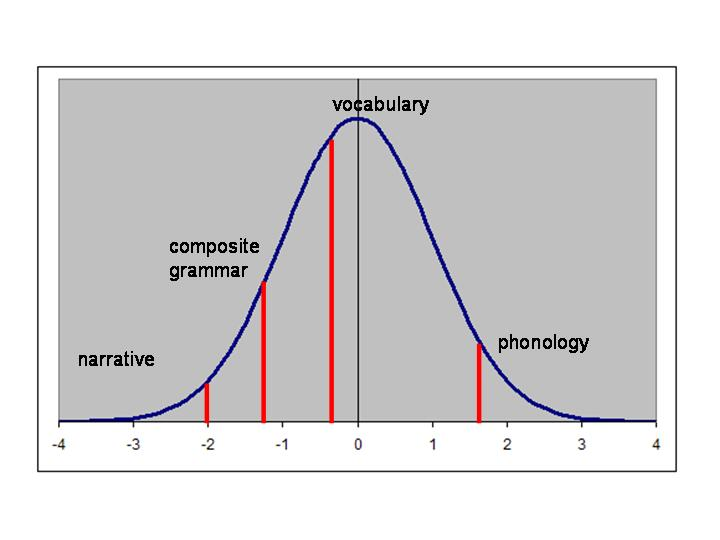 vocabulary
composite
grammar
phonology
narrative
-4 -3 -2 -1 0 1 2 3 4